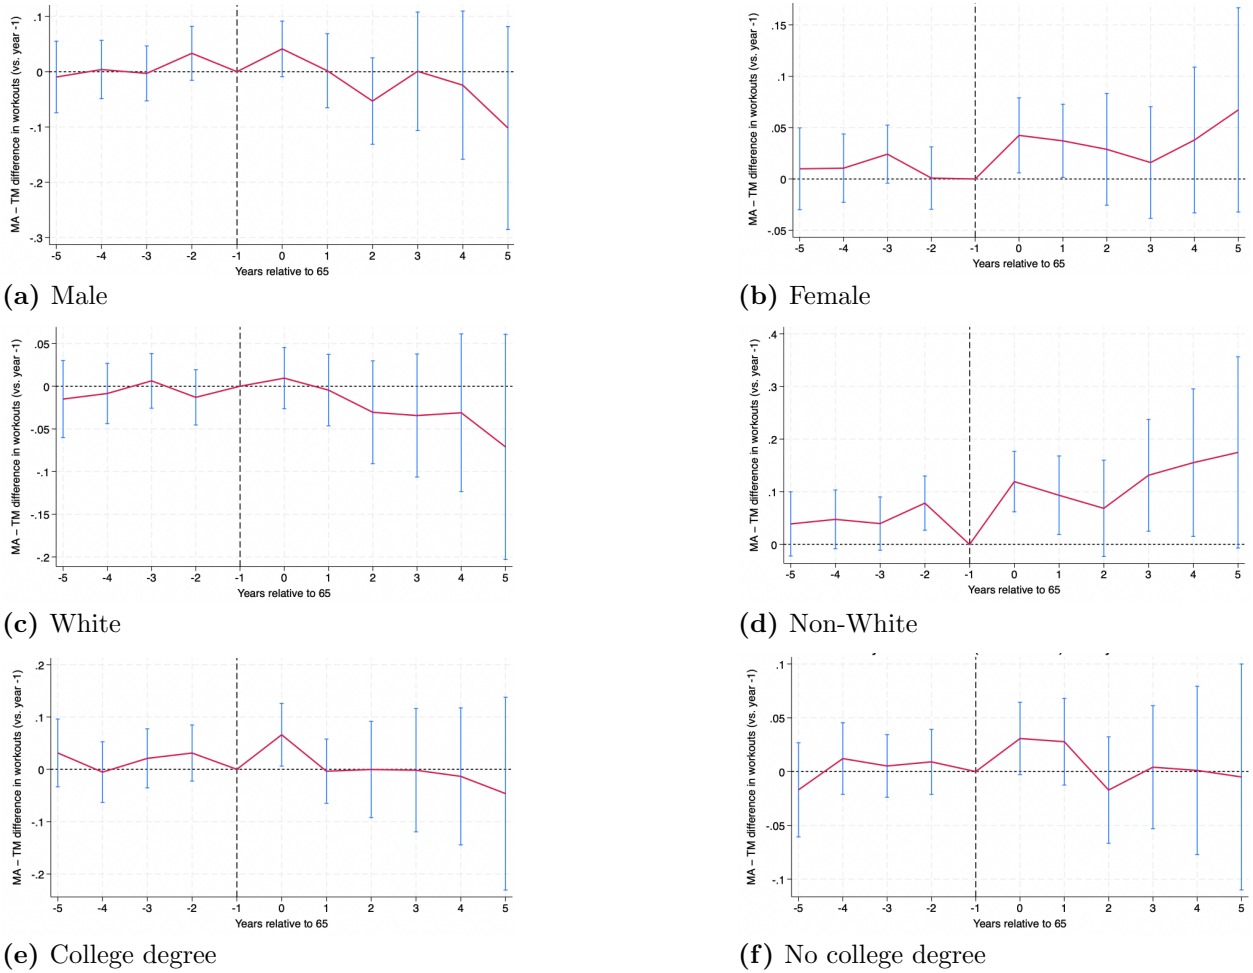 MA – TM difference in workouts (vs. year -1)
.1
0
-.1
-.2
-.3
-5 -4 -3 -2 -1 0 1 2 3 4 5
Years relative to 65
(a) Male
MA – TM difference in workouts (vs. year -1)
.15
.1
.05
0
-.05
-5 -4 -3 -2 -1 0 1 2 3 4 5
Years relative to 65
(b) Female
MA – TM difference in workouts (vs. year -1)
.05
0
-.05
-.1
-.15
-.2
-5 -4 -3 -2 -1 0 1 2 3 4 5
Years relative to 65
(c) White
MA – TM difference in workouts (vs. year -1)
.4
.3
.2
.1
0
-5 -4 -3 -2 -1 0 1 2 3 4 5
Years relative to 65
(d) Non-White
MA – TM difference in workouts (vs. year -1)
.2
.1
0
-.1
-.2
-5 -4 -3 -2 -1 0 1 2 3 4 5
Years relative to 65
(e) College degree
MA – TM difference in workouts (vs. year -1)
.1
.05
0
-.05
-.1
-5 -4 -3 -2 -1 0 1 2 3 4 5
Years relative to 65
(f) No college degree